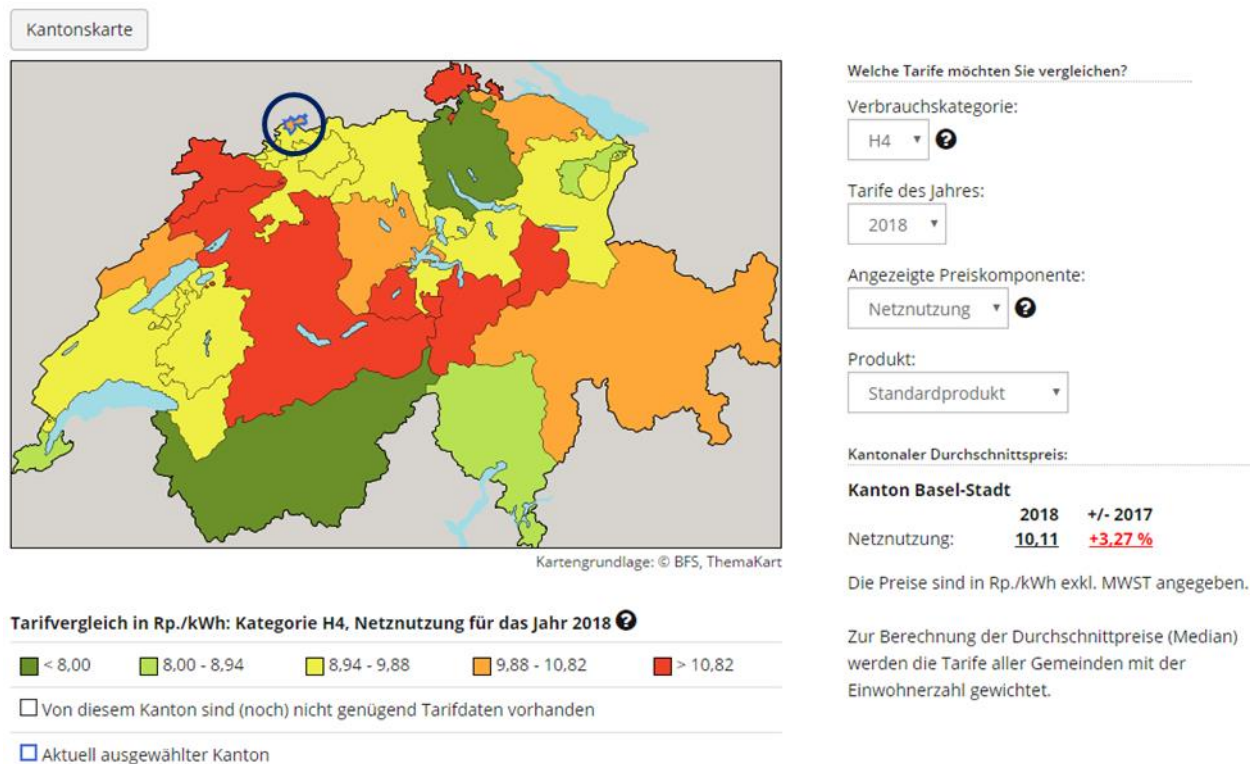 Kantonskarte
Kartengrundlage: © BFS, ThemaKart
Tarifvergleich in Rp./kWh: Kategorie H4, Netznutzung für das Jahr 2018 ?
< 8,00 8,00 - 8,94 8,94 - 9,88 9,88 - 10,82 > 10,82
Von diesem Kanton sind (noch) nicht genügend Tarifdaten vorhanden
Aktuell ausgewählter Kanton
Welche Tarife möchten Sie vergleichen?
Verbrauchskategorie:
H4 ?
Tarife des Jahres:
2018
Angezeigte Preiskomponente:
Netznutzung ?
Produkt:
Standardprodukt
Kantonaler Durchschnittspreis:
Kanton Basel-Stadt
2018 +/- 2017
Netznutzung: 10,11 +3,27 %
Die Preise sind in Rp./kWh exkl. MWST angegeben.
Zur Berechnung der Durchschnittpreise (Median)
werden die Tarife aller Gemeinden mit der
Einwohnerzahl gewichtet.